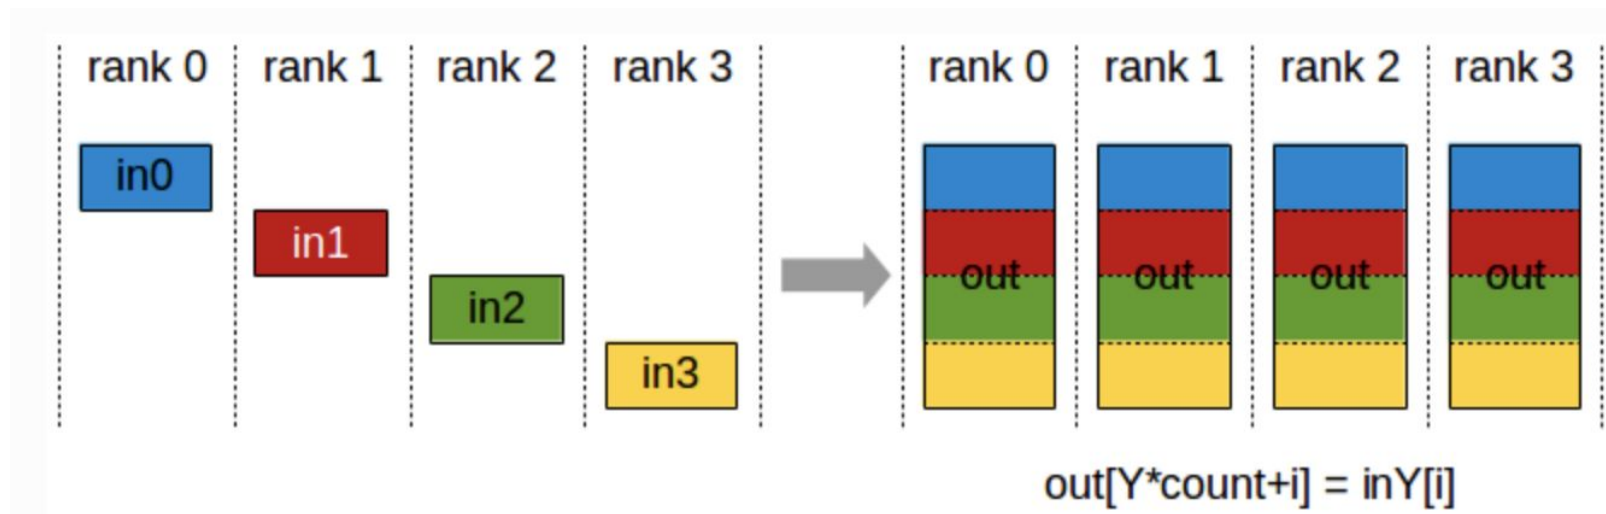 rank 0 rank 1 rank 2 rank 3 rank 0 rank 1 rank 2 rank 3
in0
in1
out out out out
in2
in3
out[Y*count+i] = inY[i]